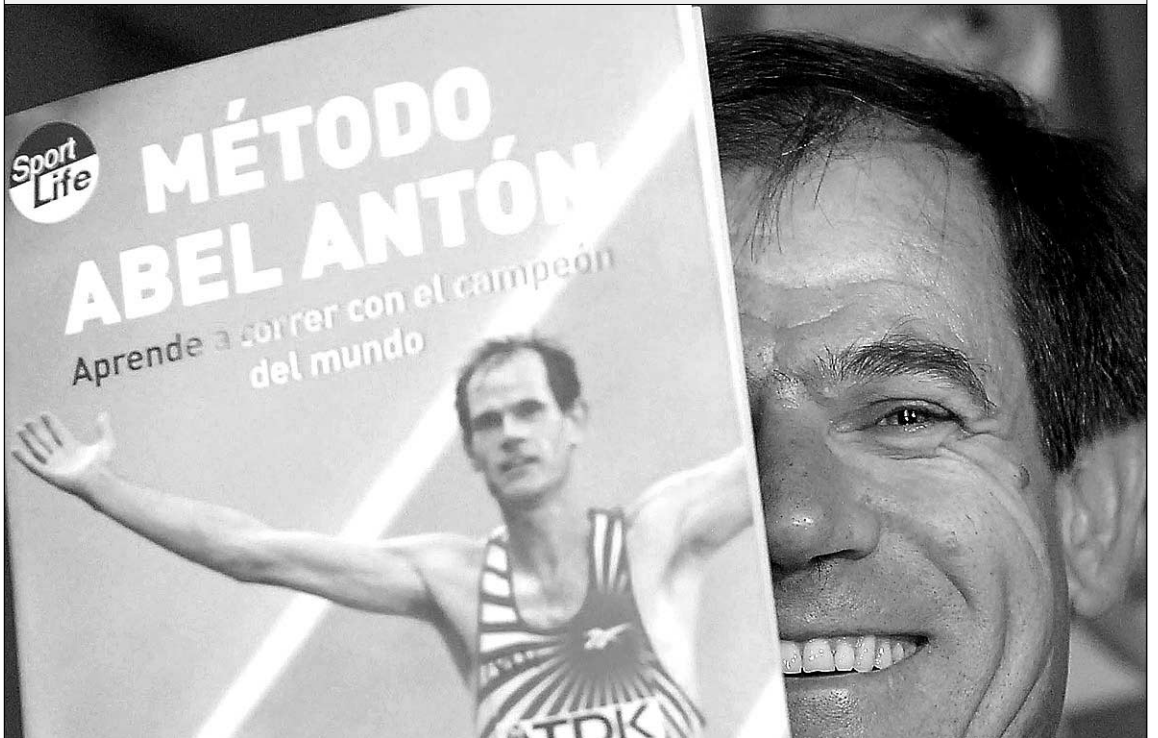 Sport
Life
MÉTODO
ABEL ANTÓN
Aprende a correr con el campeón
del mundo
TDK